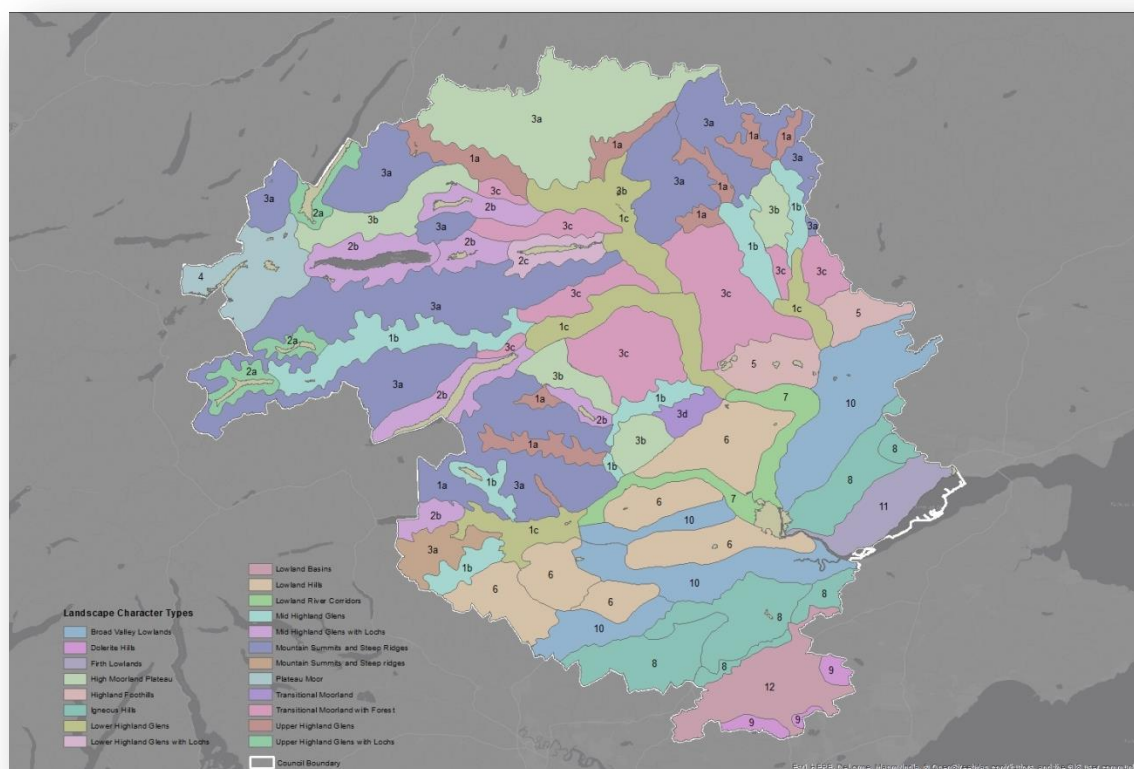 3a
3a
1a
1a
1a
1a
3a
3a
3a
3a
1a
3b
3c
2b
3b
1b
2a
3b
1c
1a
3a
3c
2b
2b
1b
3a
2c
3c
3c
4
3a
3c
3c
1c
5
1b
1c
2a
3c
3c
5
2a
3b
3a
2b
1a
1b
7
10
2b
3d
3b
6
1a
8
1b
1a
1b
3a
6
7
8
11
2b
10
1c
6
3a
1b
6
10
6
6
8
10
8
8
8
9
12
9
9
Landscape Character Types
Broad Valley Lowlands
Dolerite Hills
Firth Lowlands
High Moorland Plateau
Highland Foothills
Igneous Hills
Lower Highland Glens
Lower Highland Glens with Lochs
Lowland Basins
Lowland Hills
Lowland River Corridors
Mid Highland Glens
Mid Highland Glens with Lochs
Mountain Summits and Steep Ridges
Mountain Summits and Steep ridges
Plateau Moor
Transitional Moorland
Transitional Moorland with Forest
Upper Highland Glens
Upper Highland Glens with Lochs
Council Boundary